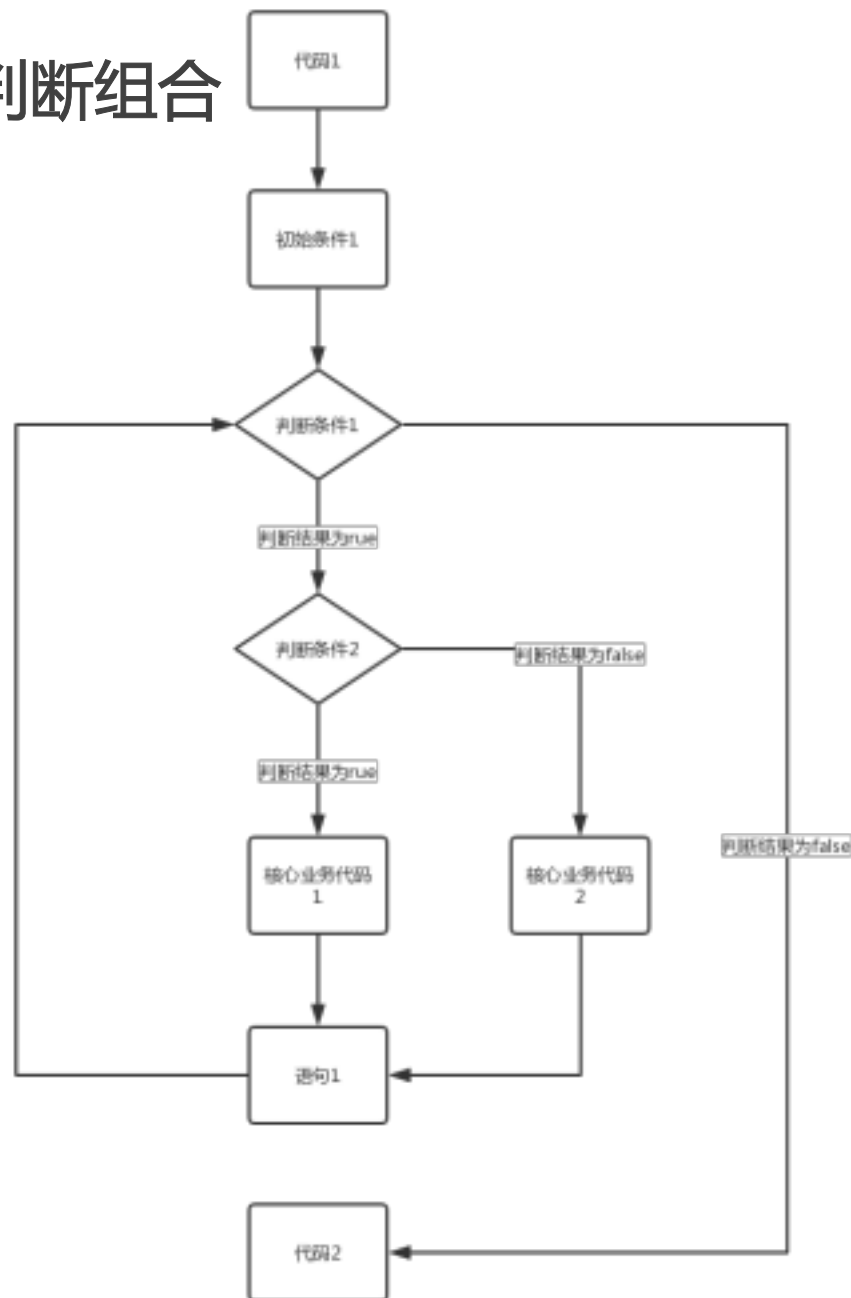 判断组合
代码1
初始条件1
判断条件1
判断结果为rue
判断条件2
判断结果为false
判断结果为rue
判断结果为false
核心业务代码
1
核心业务代码
2
语句1
代码2